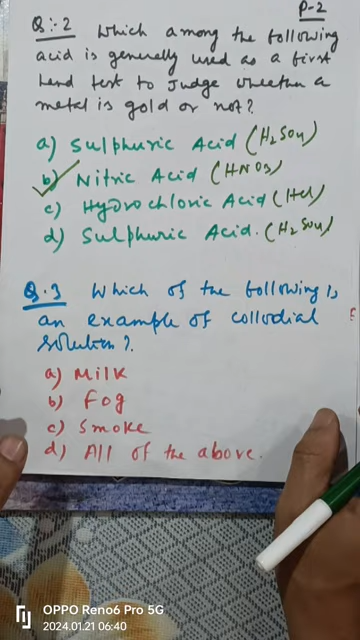 P-2
Q:-2 Which among the following
acid is generally used as a first
hend test to Judge wheether a
metal is gold or not?
a) Sulphuric Acid (H2SO4)
b) Nitric Acid (HNO3)
c) Hydrochloric Acid (Hcl)
d) Sulphuric Acid. (H2SO4)
Q.3 Which of the following is
an example of collodial
solution?
a) Milk
b) Fog
c) Smoke
d) All of the above.
OPPO Reno6 Pro 5G
2024.01.21 06:40